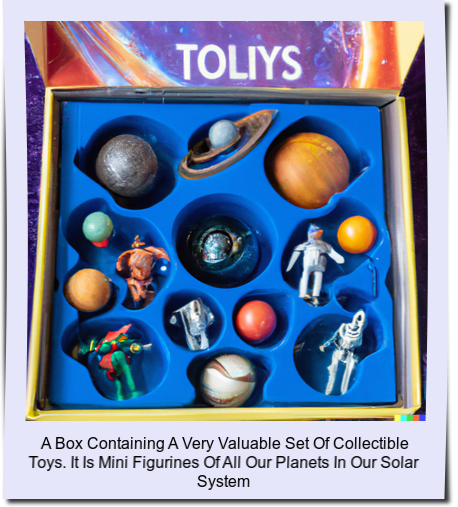 TOLIYS
A Box Containing A Very Valuable Set Of Collectible
Toys. It Is Mini Figurines Of All Our Planets In Our Solar
System